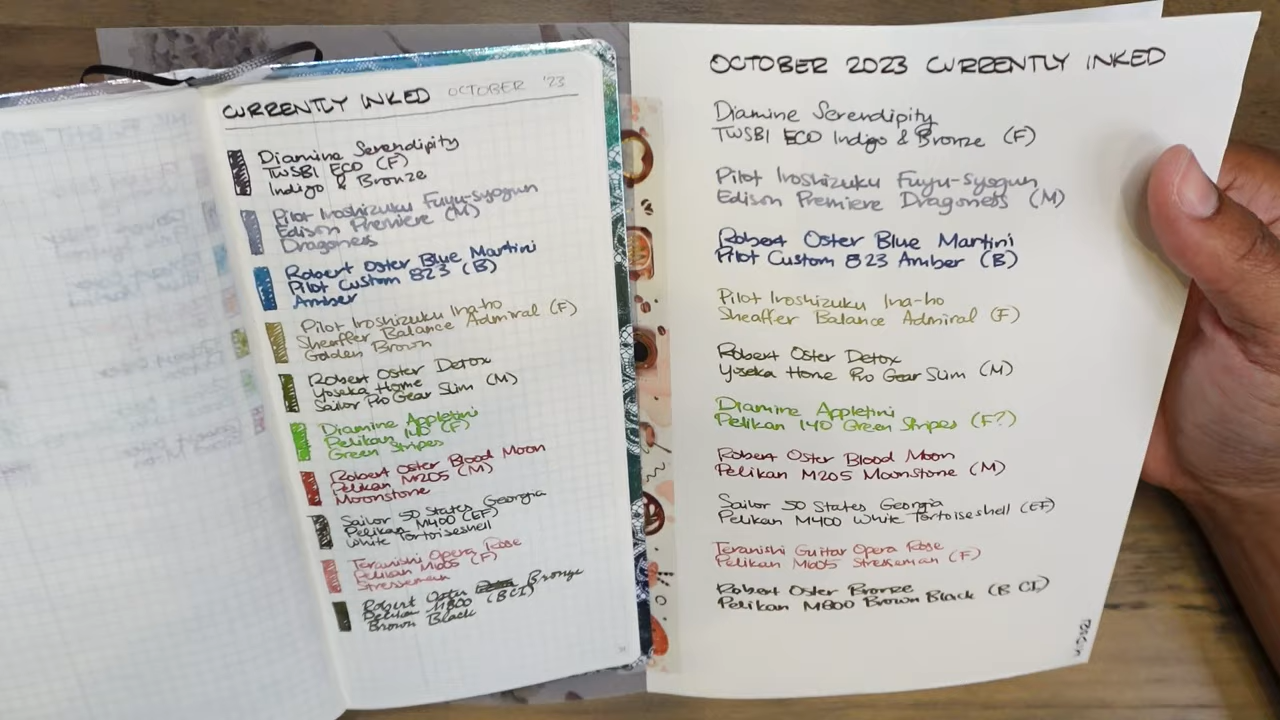 CURRENTLY INKED OCTOBER '23
Diamine Serendipity
TWSBI ECO (F)
Indigo & Bronze
Pilot Iroshizuku Fuyu-syogun
Edison Premiere (M)
Dragoness
Robert Oster Blue Martini
Pilot Custom 823 (B)
Amber
Pilot Iroshizuku Ina-ho
Sheaffer Balance Admiral (F)
Golden Brown
Robert Oster Detox
Yoseka Home
Sailor Pro Gear Slim (M)
Diamine Appletini
Pelikan 140 (F)
Green Stripes
Robert Oster Blood Moon
Pelikan M205 (M)
Moonstone
Sailor 50 States Georgia
Pelikan M400 (EF)
White Tortoiseshell
Teranishi Opera Rose
Pelikan M605 (F)
Stresseman
Robert Oster Bronze
Pelikan M800 (B CI)
Brown Black
OCTOBER 2023 CURRENTLY INKED
Diamine Serendipity
TWSBI ECO Indigo & Bronze (F)
Pilot Iroshizuku Fuyu-syogun
Edison Premiere Dragoness (M)
Robert Oster Blue Martini
Pilot Custom 823 Amber (B)
Pilot Iroshizuku Ina-ho
Sheaffer Balance Admiral (F)
Robert Oster Detox
Yoseka Home Pro Gear Slim (M)
Diamine Appletini
Pelikan 140 Green Stripes (F?)
Robert Oster Blood Moon
Pelikan M205 Moonstone (M)
Sailor 50 States Georgia
Pelikan M400 White Tortoiseshell (EF)
Teranishi Guitar Opera Rose
Pelikan M605 Stresseman (F)
Robert Oster Bronze
Pelikan M800 Brown Black (B CI)